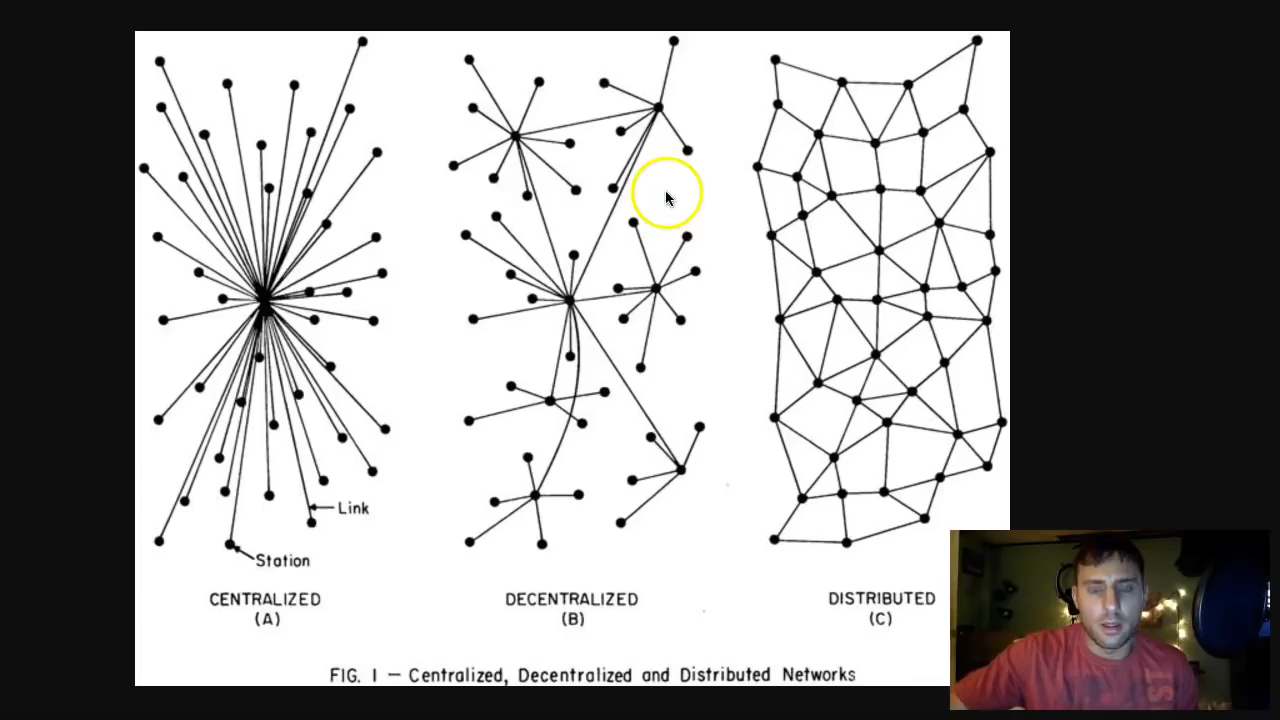 Link
Station
CENTRALIZED
(A)
DECENTRALIZED
(B)
DISTRIBUTED
(C)
FIG. I — Centralized, Decentralized and Distributed Networks